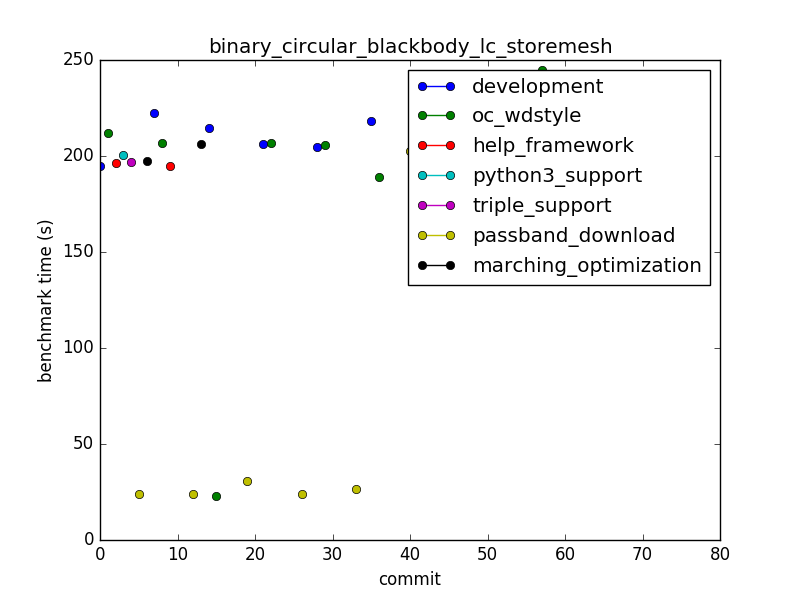 binary_circular_blackbody_lc_storemesh
250
200
150
100
50
0
benchmark time (s)
development
oc_wdstyle
help_framework
python3_support
triple_support
passband_download
marching_optimization
0 10 20 30 40 50 60 70 80
commit